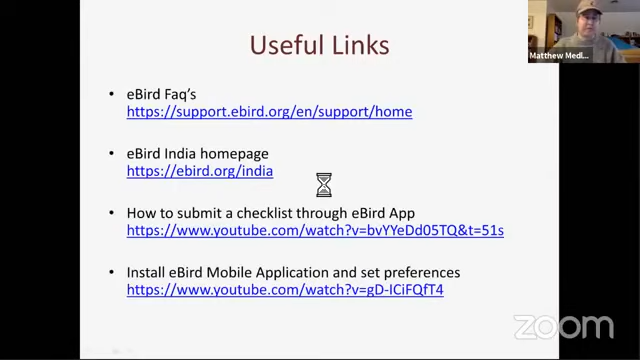 Useful Links
Matthew Medl...
• eBird Faq's
https://support.ebird.org/en/support/home
• eBird India homepage
https://ebird.org/india
• How to submit a checklist through eBird App
https://www.youtube.com/watch?v=bvYYeDd05TQ&t=51s
• Install eBird Mobile Application and set preferences
https://www.youtube.com/watch?v=gD-ICiFQfT4
zoom